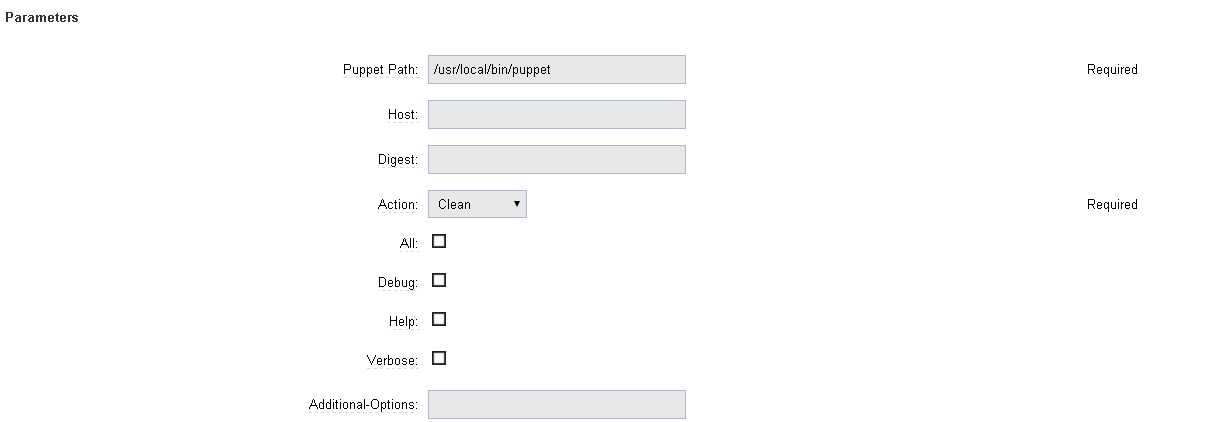 Parameters
Puppet Path: /usr/local/bin/puppet Required
Host:
Digest:
Action: Clean Required
All:
Debug:
Help:
Verbose:
Additional-Options: